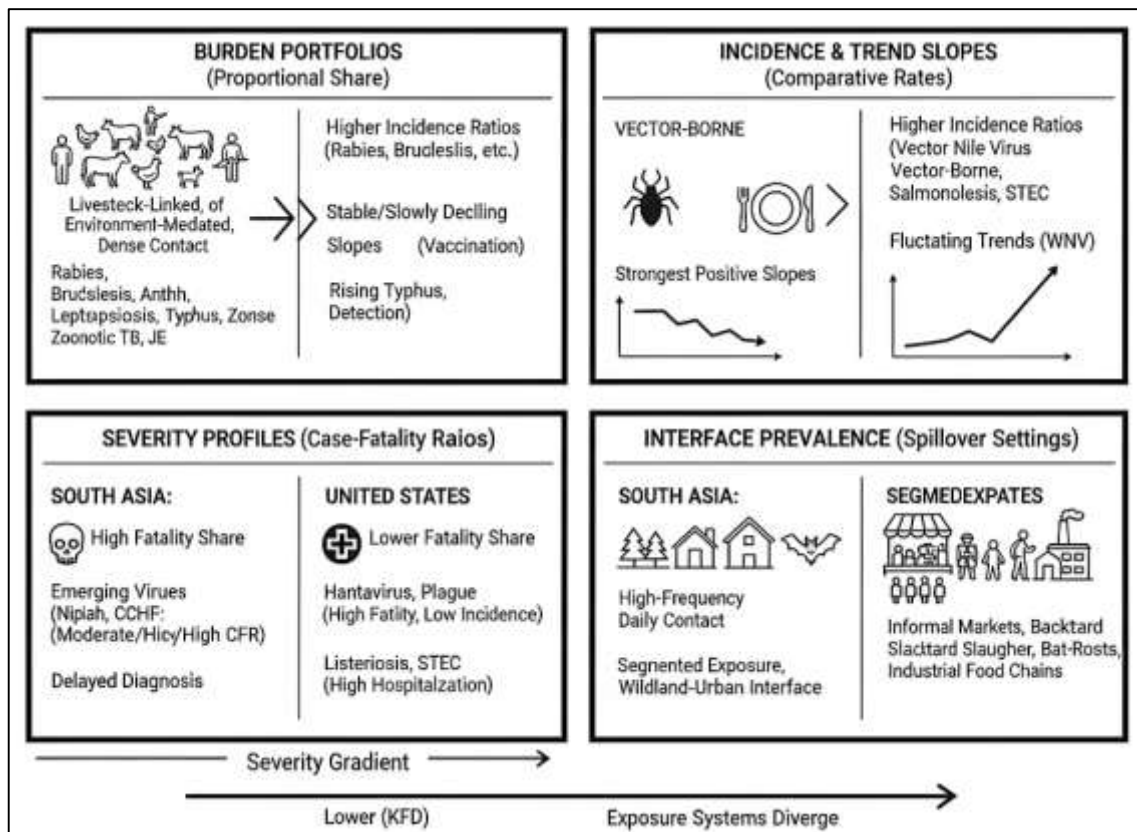 BURDEN PORTFOLIOS
(Proportional Share)
Livesteck-Linked, of
Environment-Medated,
Dense Contact
Rabies,
Brudslesis, Anthh,
Leptsapsiosis, Typhus, Zonse
Zoonotic TB, JE
Higher Incidence Ratios
(Rabies, Brudeslis, etc.)
Stable/Slowly Declling
Slopes (Vaccination)
Rising Typhus,
Detection)
INCIDENCE & TREND SLOPES
(Comparative Rates)
VECTOR-BORNE
Strongest Positive Slopes
Higher Incidence Ratios
(Vector Nile Virus
Vector-Borne,
Salmonolesis, STEC
Fluctating Trends (WNV)
SEVERITY PROFILES (Case-Fatality Raios)
SOUTH ASIA:
High Fatality Share
Emerging Virues
(Nipiah, CCHF:
(Moderate/Hicy/High CFR)
Delayed Diagnosis
UNITED STATES
Lower Fatality Share
Hantavirus, Plague
(High Fatlity, Low Incidence)
Listeriosis, STEC
(High Hospitalzation)
INTERFACE PREVALENCE (Spillover Settings)
SOUTH ASIA:
High-Frequency
Daily Contact
Segnented Exposure,
Wildland-Urban Interface
SEGMEDEXPATES
Informal Markets, Backtard
Slacktard Slaugher, Bat-Rosts,
Industrial Food Chains
Severity Gradient
Lower (KFD)
Exposure Systems Diverge